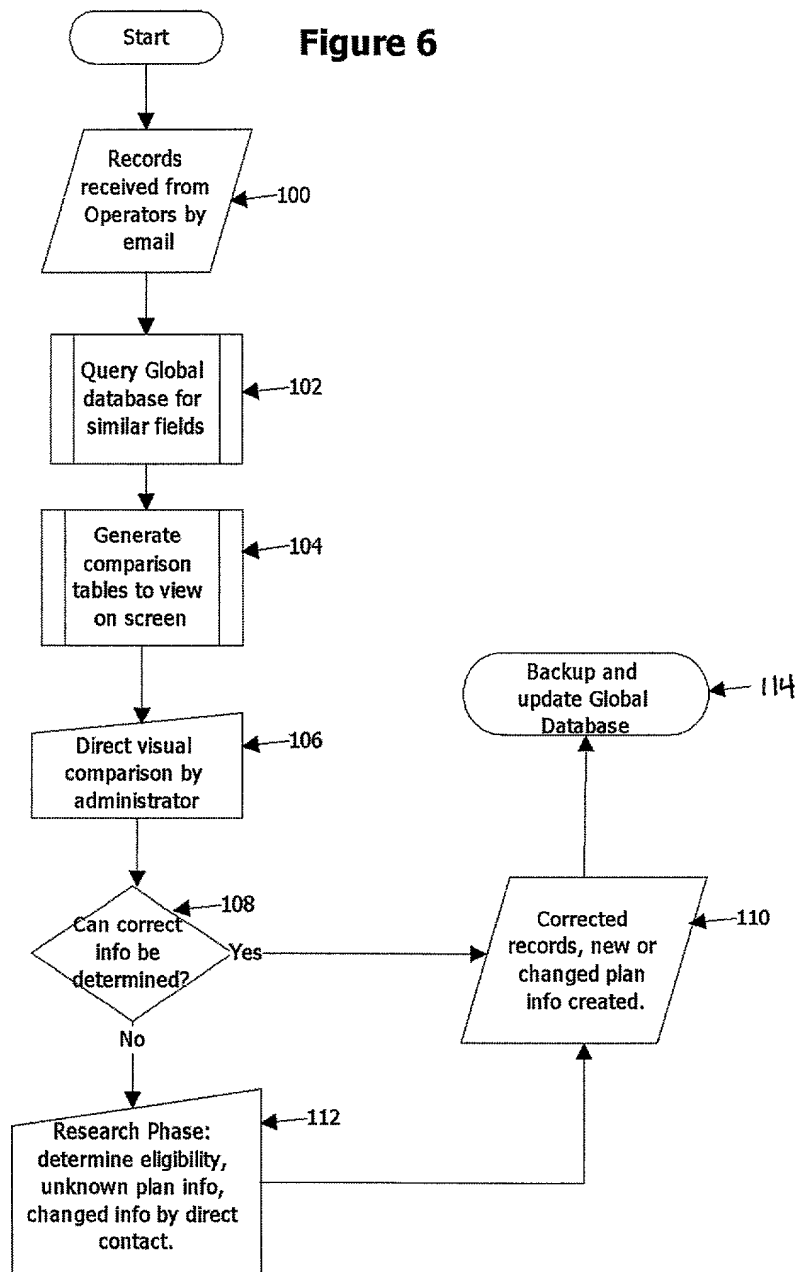 Start
Figure 6
Records
received from
Operators by
email
100
Query Global
database for
similar fields
102
Generate
comparison
tables to view
on screen
104
Backup and
update Global
Database
114
Direct visual
comparison by
administrator
106
108
Can correct
info be
determined?
Yes
Corrected
records, new or
changed plan
info created.
110
No
Research Phase:
determine eligibility,
unknown plan info,
changed info by direct
contact.
112